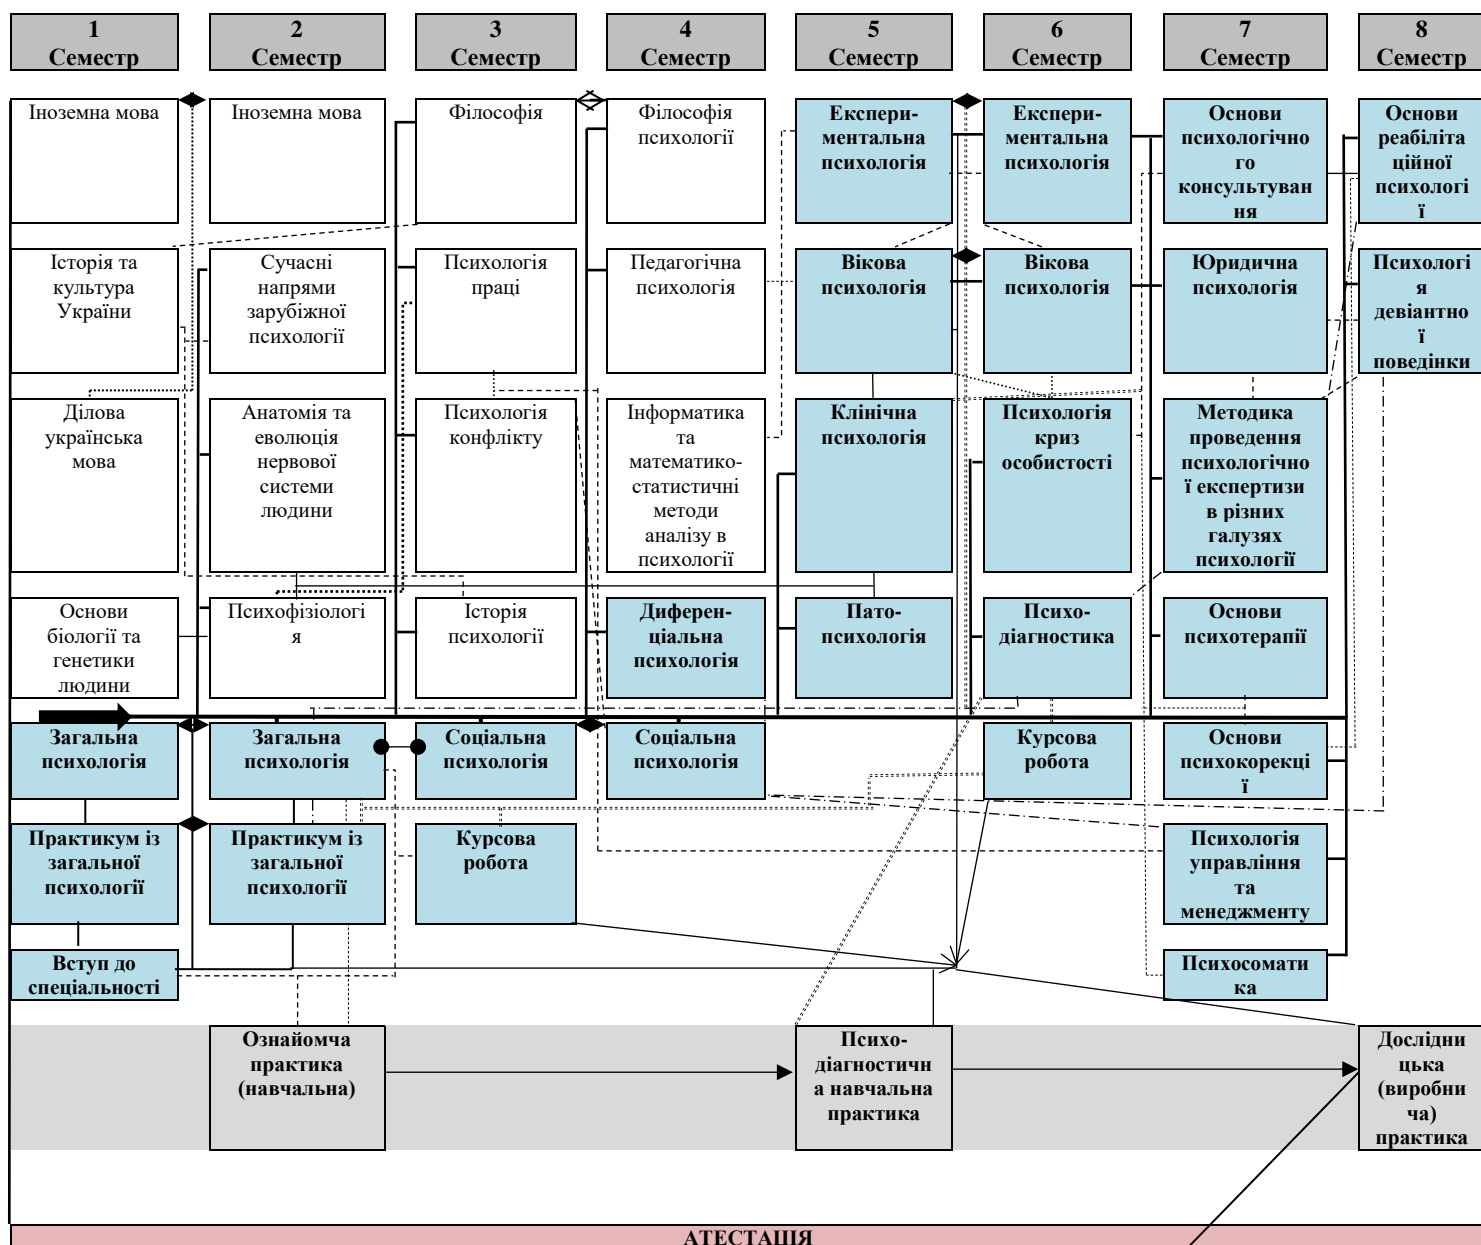 1
Семестр
2
Семестр
3
Семестр
4
Семестр
5
Семестр
6
Семестр
7
Семестр
8
Семестр
Іноземна мова
Іноземна мова
Філософія
Філософія
психології
Експери-
ментальна
психологія
Експери-
ментальна
психологія
Основи
психологічно
го
консультуван
ня
Основи
реабіліта
ційної
психологі
ї
Історія та
культура
України
Сучасні
напрями
зарубіжної
психології
Психологія
праці
Педагогічна
психологія
Вікова
психологія
Вікова
психологія
Юридична
психологія
Психологі
я
девіантно
ї
поведінки
Ділова
українська
мова
Анатомія та
еволюція
нервової
системи
людини
Психологія
конфлікту
Інформатика
та
математико-
статистичні
методи
аналізу в
психології
Клінічна
психологія
Психологія
криз
особистості
Методика
проведення
психологічно
ї експертизи
в різних
галузях
психології
Основи
біології та
генетики
людини
Психофізіологі
я
Історія
психології
Диферен-
ціальна
психологія
Пато-
психологія
Психо-
діагностика
Основи
психотерапії
Загальна
психологія
Загальна
психологія
Соціальна
психологія
Соціальна
психологія
Курсова
робота
Основи
психокорекці
ї
Практикум із
загальної
психології
Практикум із
загальної
психології
Курсова
робота
Психологія
управління
та
менеджменту
Вступ до
спеціальності
Психосомати
ка
Ознайомча
практика
(навчальна)
Психо-
діагностичн
а навчальна
практика
Дослідни
цька
(виробни
ча)
практика
АТЕСТАЦІЯ